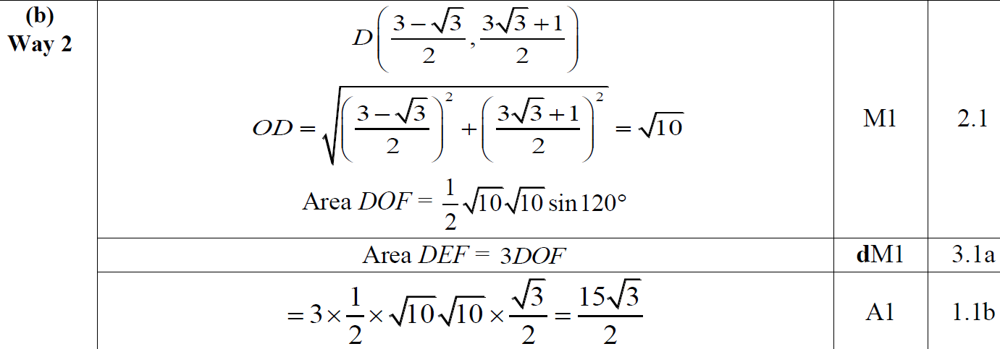 (b)
Way 2
D((3 − √3)/2, (3√3 + 1)/2)
OD = √(((3 − √3)/2)² + ((3√3 + 1)/2)²) = √10
M1 2.1
Area DOF = 1/2 √10√10 sin120°
Area DEF = 3DOF dM1 3.1a
= 3 × 1/2 × √10√10 × √3/2 = 15√3/2 A1 1.1b